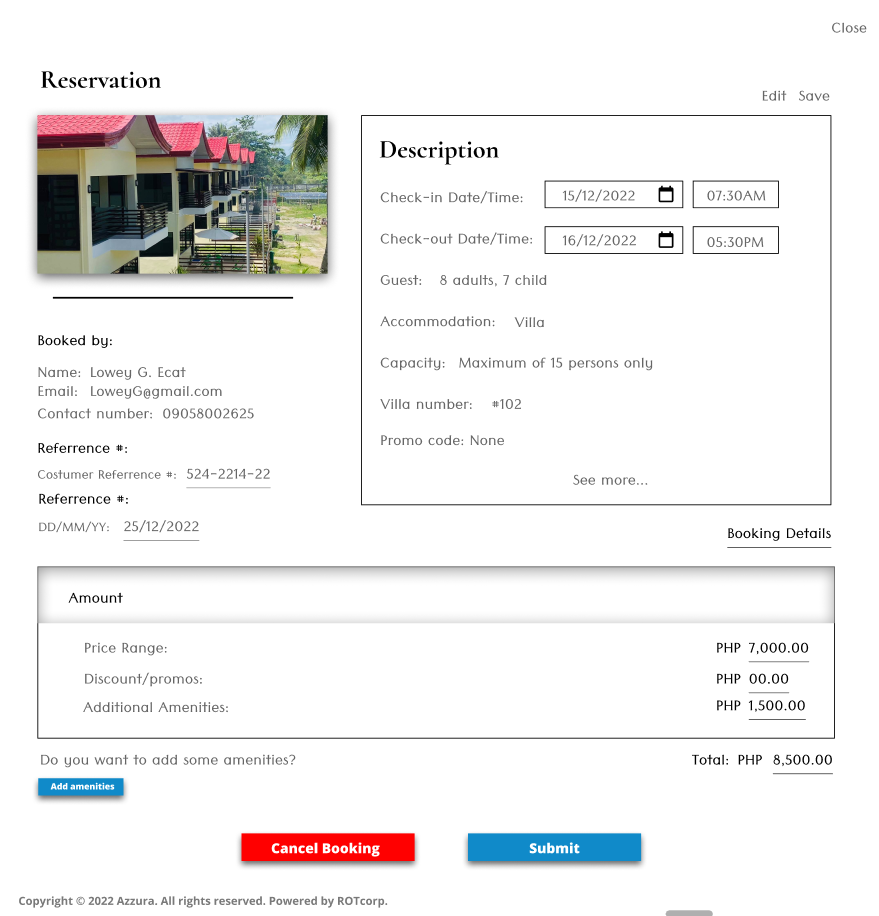 Close
Reservation
Edit Save
Description
Check-in Date/Time: 15/12/2022 07:30AM
Check-out Date/Time: 16/12/2022 05:30PM
Guest: 8 adults, 7 child
Accommodation: Villa
Capacity: Maximum of 15 persons only
Villa number: #102
Promo code: None
See more...
Booked by:
Name: Lowey G. Ecat
Email: LoweyG@gmail.com
Contact number: 09058002625
Referrence #:
Costumer Referrence #: 524-2214-22
Referrence #:
DD/MM/YY: 25/12/2022
Booking Details
Amount
Price Range: PHP 7,000.00
Discount/promos: PHP 00.00
Additional Amenities: PHP 1,500.00
Do you want to add some amenities? Total: PHP 8,500.00
Add amenities
Cancel Booking Submit
Copyright © 2022 Azzura. All rights reserved. Powered by ROTcorp.